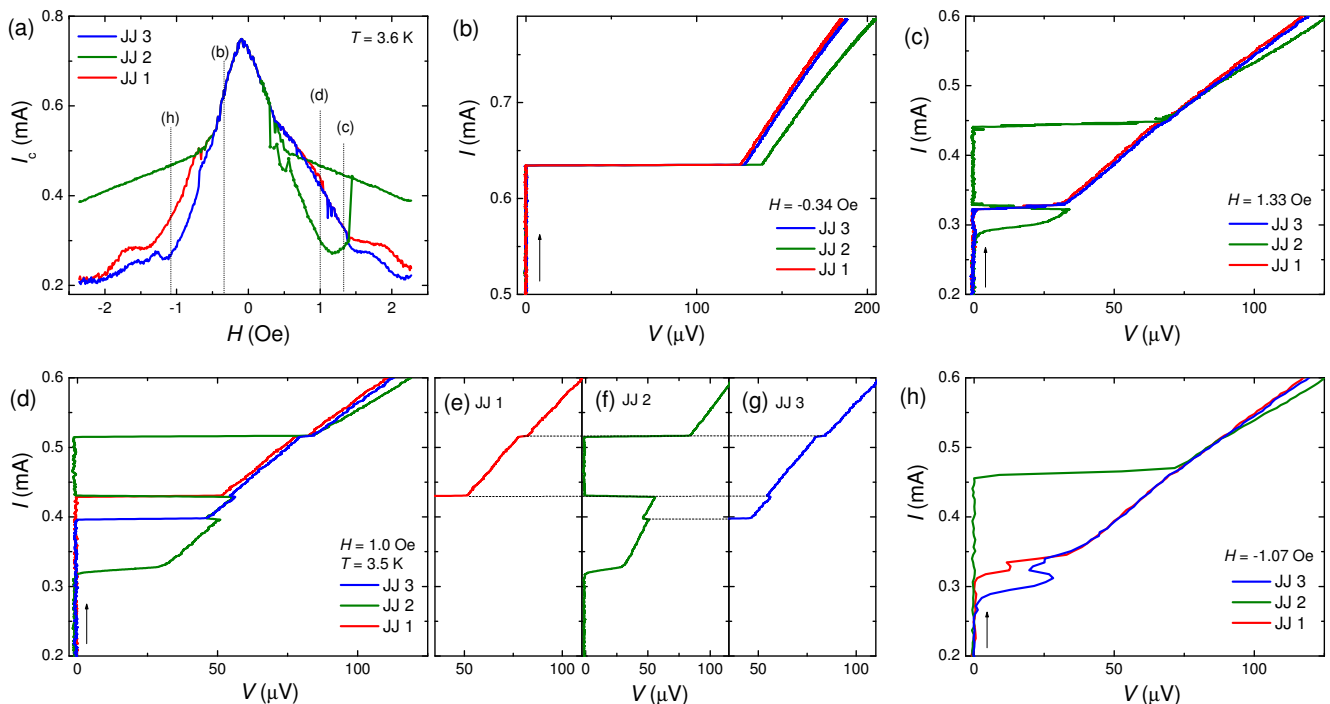 (a)
JJ 3
JJ 2
JJ 1
T = 3.6 K
(b)
(d)
(c)
(h)
0.8
0.6
0.4
0.2
I_c (mA)
-2
-1
0
1
2
H (Oe)
(b)
0.7
0.6
0.5
I (mA)
H = -0.34 Oe
JJ 3
JJ 2
JJ 1
0
100
200
V (μV)
(c)
0.6
0.5
0.4
0.3
0.2
I (mA)
H = 1.33 Oe
JJ 3
JJ 2
JJ 1
0
50
100
V (μV)
(d)
0.6
0.5
0.4
0.3
0.2
I (mA)
H = 1.0 Oe
T = 3.5 K
JJ 3
JJ 2
JJ 1
0
50
100
V (μV)
(e) JJ 1
50
100
(f) JJ 2
0
50
100
V (μV)
(g) JJ 3
50
100
(h)
0.6
0.5
0.4
0.3
0.2
I (mA)
H = -1.07 Oe
JJ 3
JJ 2
JJ 1
0
50
100
V (μV)